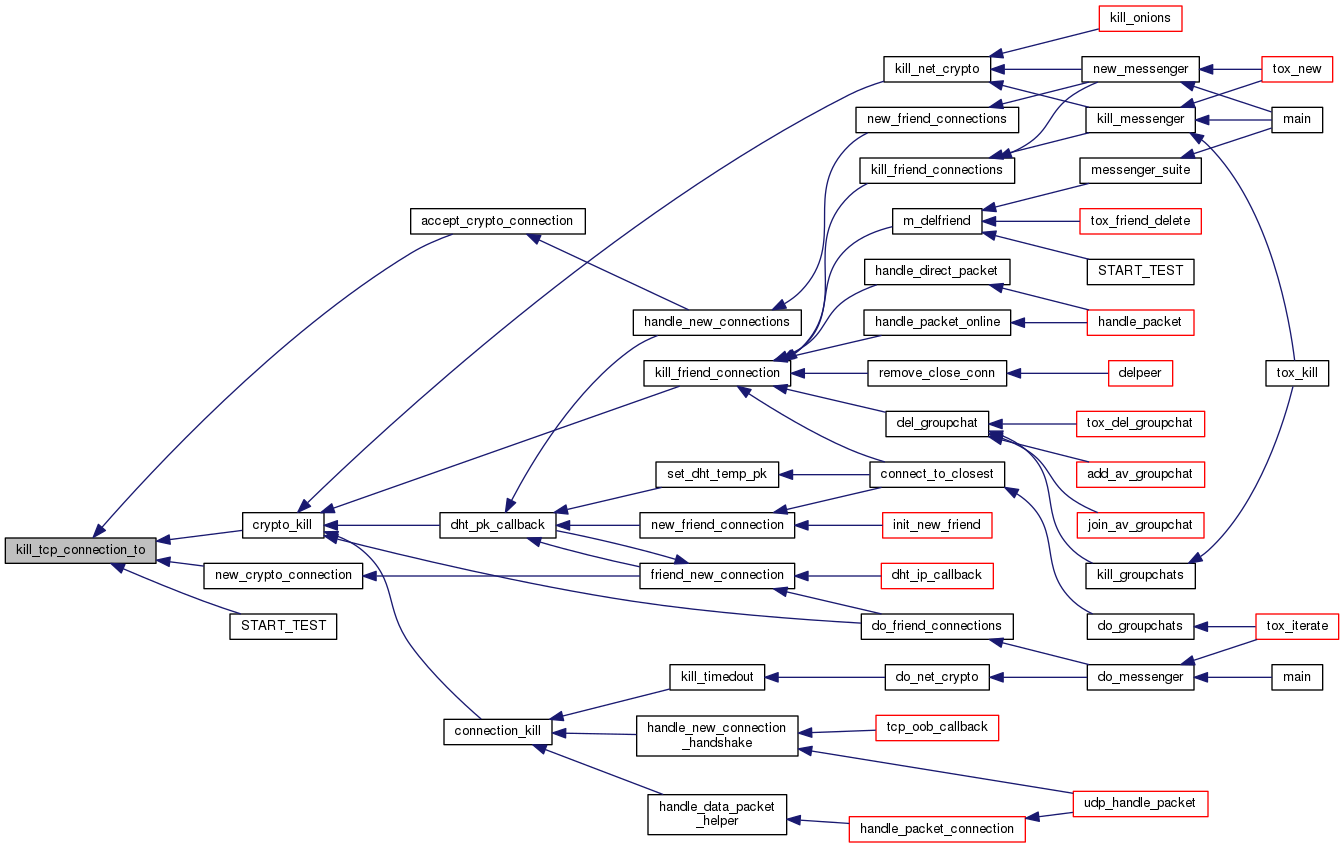 kill_onions
kill_net_crypto
new_messenger
tox_new
new_friend_connections
kill_messenger
main
kill_friend_connections
messenger_suite
accept_crypto_connection
m_delfriend
tox_friend_delete
handle_direct_packet
START_TEST
handle_new_connections
handle_packet_online
handle_packet
kill_friend_connection
remove_close_conn
delpeer
tox_kill
del_groupchat
tox_del_groupchat
set_dht_temp_pk
connect_to_closest
add_av_groupchat
crypto_kill
dht_pk_callback
new_friend_connection
init_new_friend
join_av_groupchat
kill_tcp_connection_to
new_crypto_connection
friend_new_connection
dht_ip_callback
kill_groupchats
START_TEST
do_friend_connections
do_groupchats
tox_iterate
kill_timedout
do_net_crypto
do_messenger
main
connection_kill
handle_new_connection
_handshake
tcp_oob_callback
handle_data_packet
_helper
udp_handle_packet
handle_packet_connection